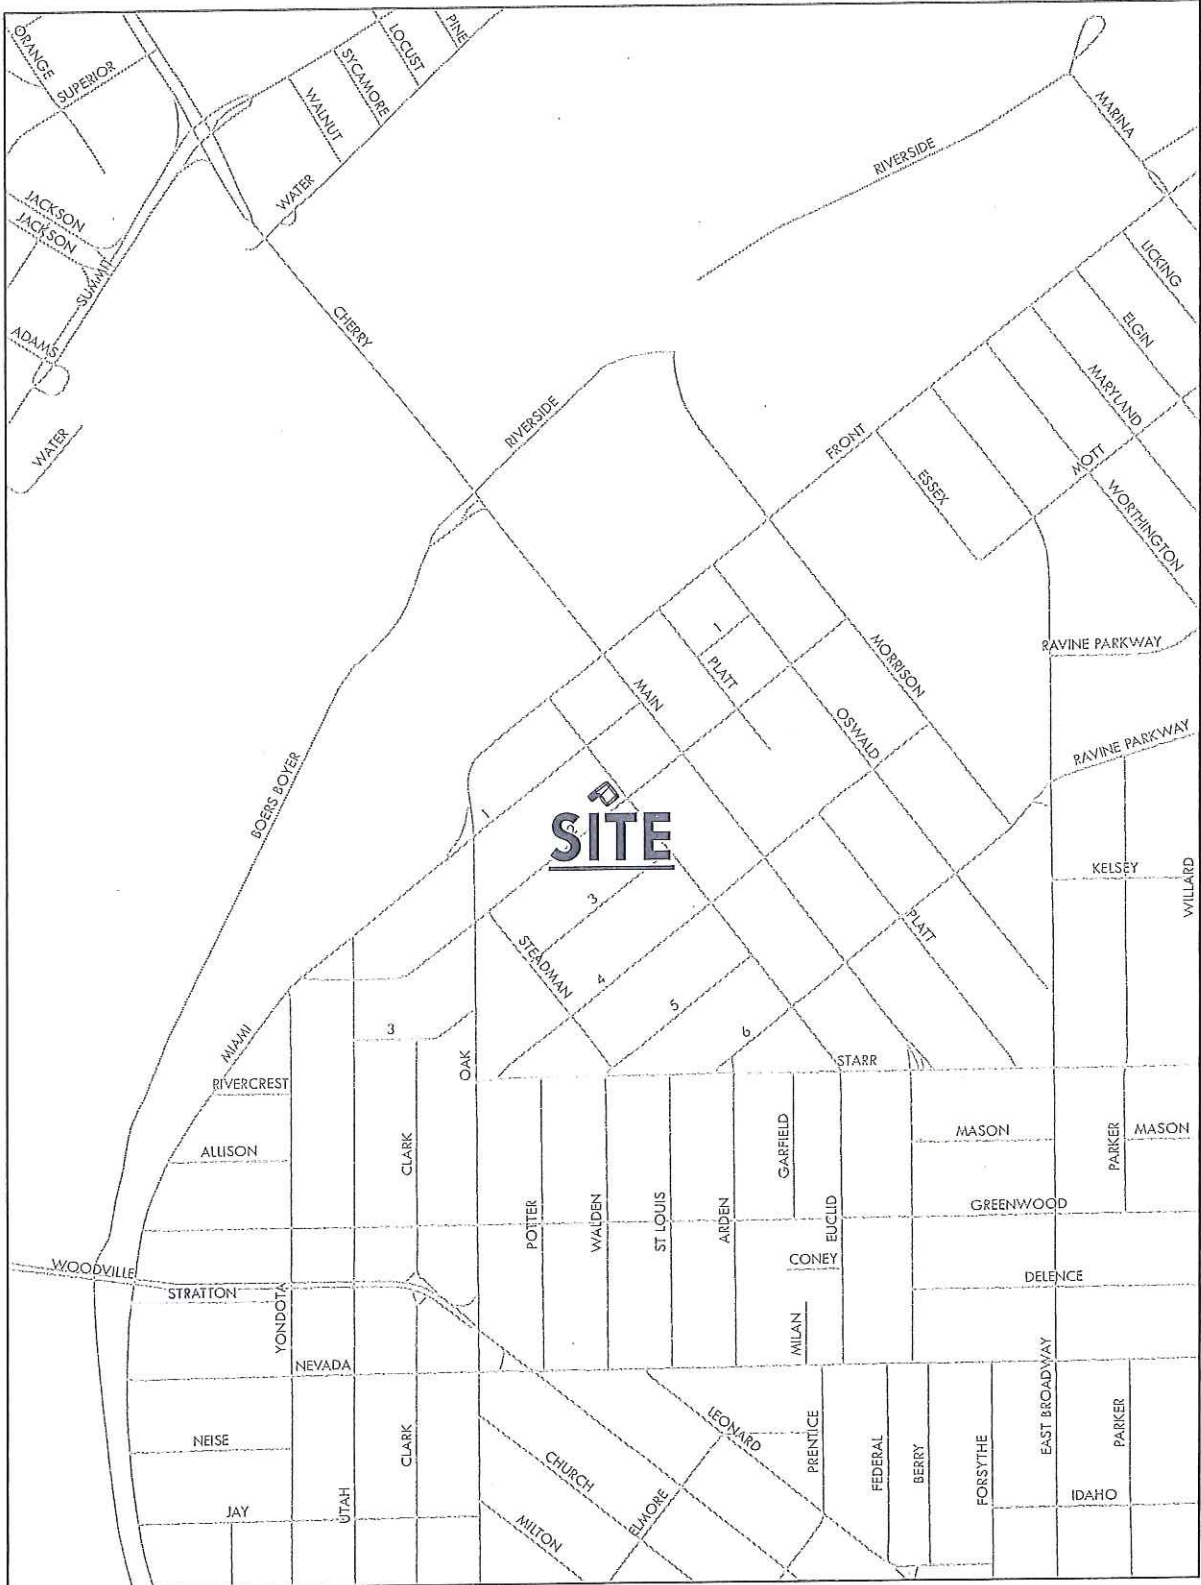 ORANGE
SUPERIOR
LOCUST
PINE
SYCAMORE
WALNUT
WATER
JACKSON
JACKSON
SUMMIT
ADAMS
WATER
CHERRY
RIVERSIDE
MARINA
LICKING
ELGIN
MARYLAND
RIVERSIDE
FRONT
MOTT
ESSEX
WORTHINGTON
RAVINE PARKWAY
1
PLATT
MORRISON
MAIN
OSWALD
RAVINE PARKWAY
BOERS BOYER
1
SITE
KELSEY
WILLARD
3
PLATT
STEADMAN
4
5
6
MIAMI
3
OAK
STARR
RIVERCREST
ALLISON
CLARK
GARFIELD
MASON
PARKER
MASON
POTTER
WALDEN
ST LOUIS
ARDEN
EUCLID
GREENWOOD
CONEY
WOODVILLE
STRATTON
YONDOTA
DELENCE
MILAN
NEVADA
EAST BROADWAY
NEISE
CLARK
LEONARD
PRENTICE
FEDERAL
BERRY
FORSYTHE
PARKER
CHURCH
UTAH
ELMORE
IDAHO
JAY
MILTON